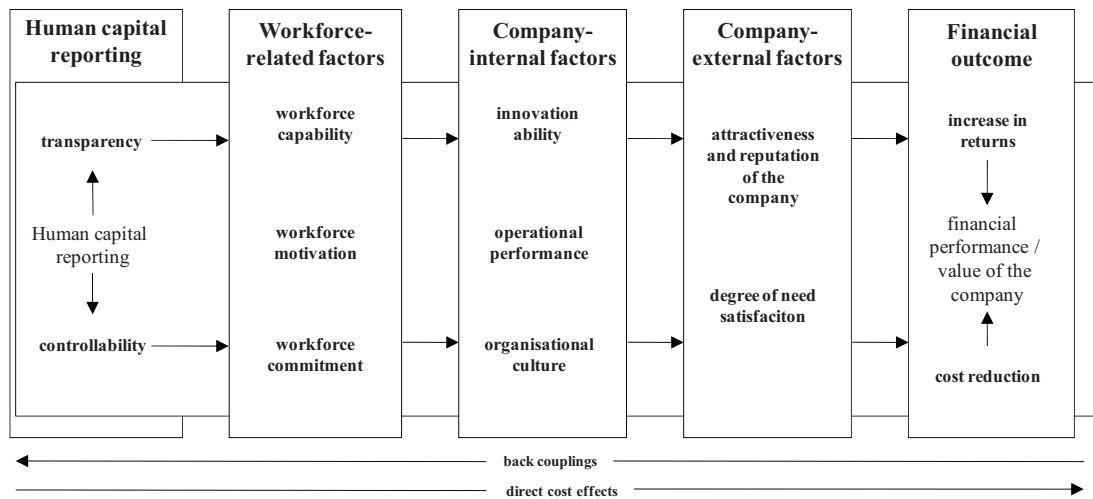 Human capital
reporting
transparency
Human capital
reporting
controllability
Workforce-
related factors
workforce
capability
workforce
motivation
workforce
commitment
Company-
internal factors
innovation
ability
operational
performance
organisational
culture
Company-
external factors
attractiveness
and reputation
of the
company
degree of need
satisfaciton
Financial
outcome
increase in
returns
financial
performance /
value of the
company
cost reduction
back couplings
direct cost effects